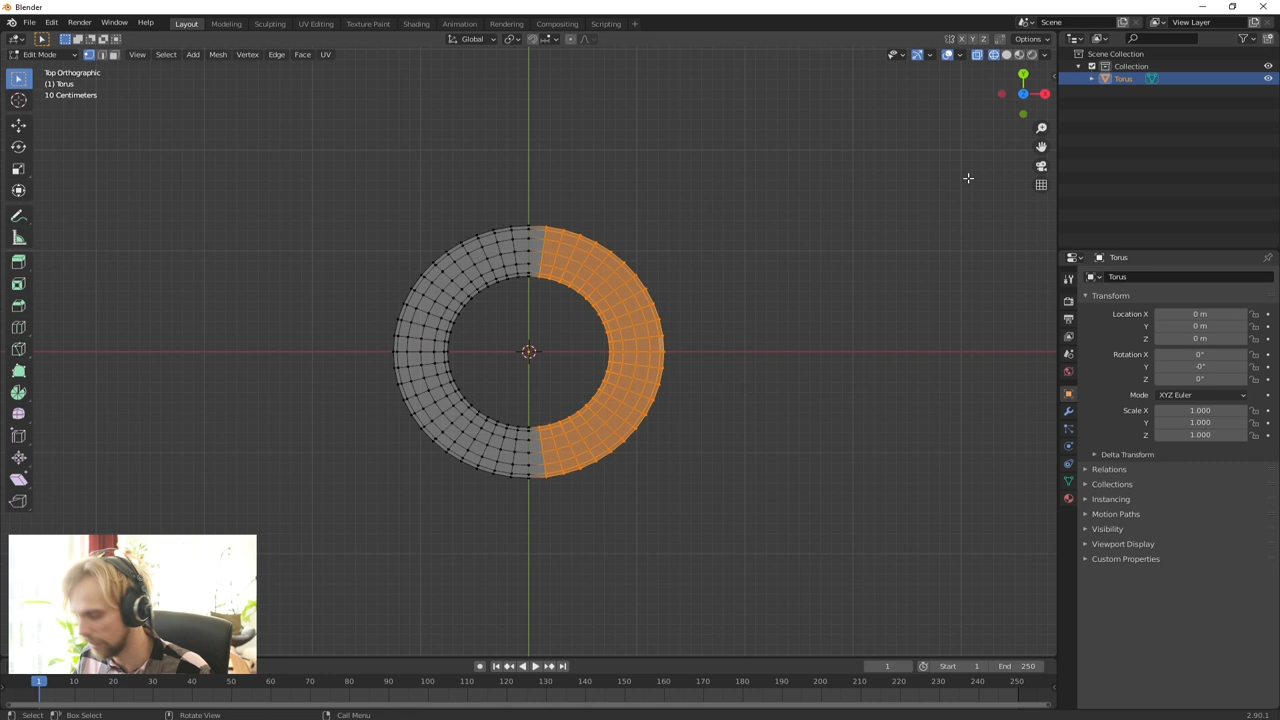 Blender
File Edit Render Window Help Layout Modeling Sculpting UV Editing Texture Paint Shading Animation Rendering Compositing Scripting + Scene View Layer
Global X Y Z Options
Edit Mode View Select Add Mesh Vertex Edge Face UV
Top Orthographic
(1) Torus
10 Centimeters
Y
Z X
Scene Collection
Collection
Torus
Torus
Torus
Transform
Location X 0 m
Y 0 m
Z 0 m
Rotation X 0°
Y -0°
Z 0°
Mode XYZ Euler
Scale X 1.000
Y 1.000
Z 1.000
Delta Transform
Relations
Collections
Instancing
Motion Paths
Visibility
Viewport Display
Custom Properties
1 Start 1 End 250
1 10 20 30 40 50 60 70 80 90 100 110 120 130 140 150 160 170 180 190 200 210 220 230 240 250
Select Box Select Rotate View Call Menu 2.90.1